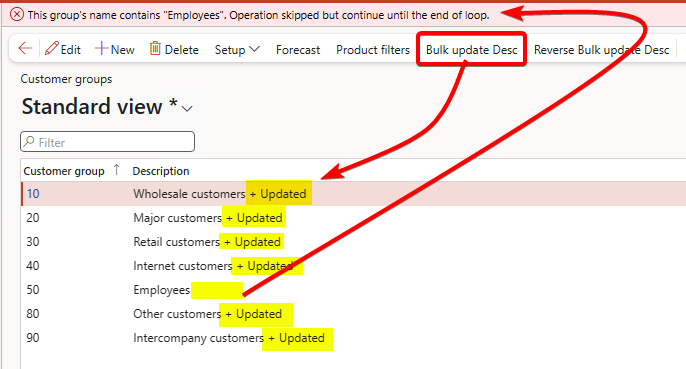 This group's name contains "Employees". Operation skipped but continue until the end of loop.
Edit New Delete Setup Forecast Product filters Bulk update Desc Reverse Bulk update Desc
Customer groups
Standard view *
Filter
Customer group Description
10 Wholesale customers + Updated
20 Major customers + Updated
30 Retail customers + Updated
40 Internet customers + Updated
50 Employees
80 Other customers + Updated
90 Intercompany customers + Updated